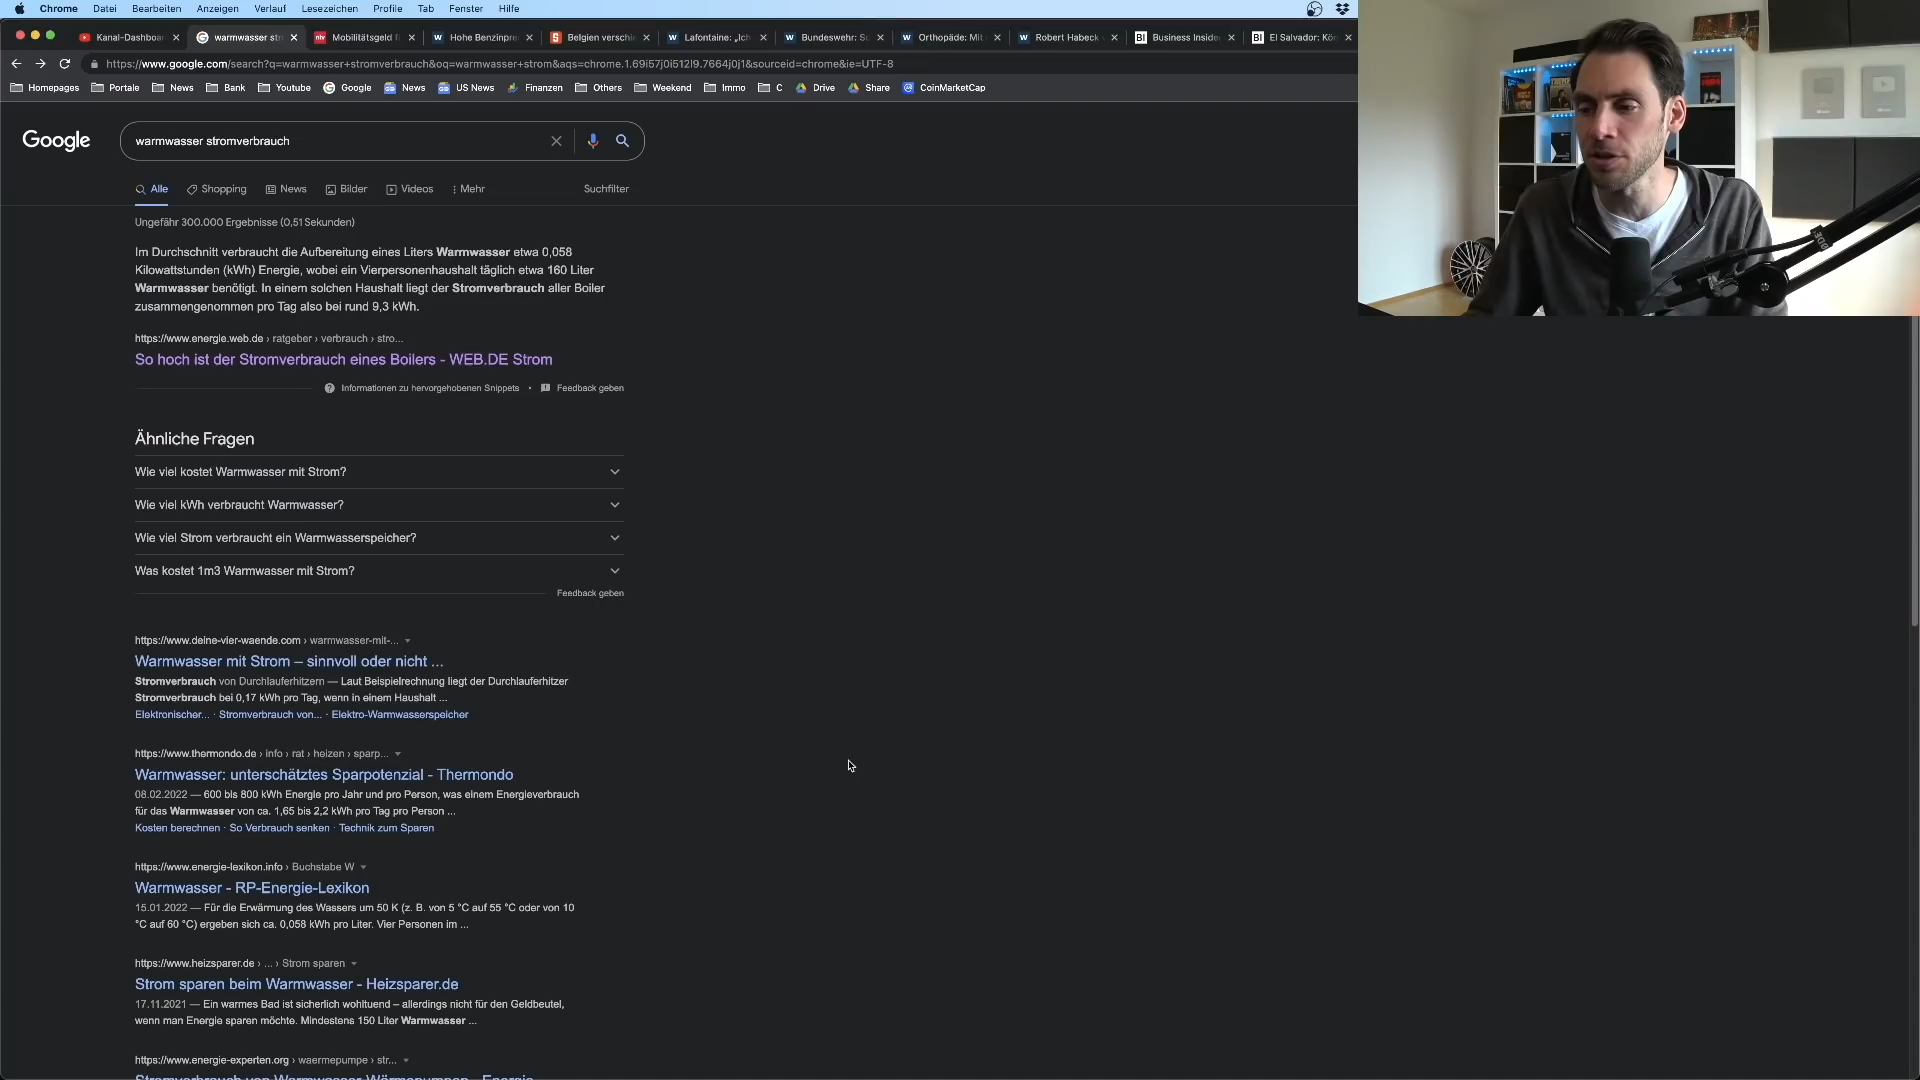 Chrome Datei Bearbeiten Anzeigen Verlauf Lesezeichen Profile Tab Fenster Hilfe
Kanal-Dashboa warmwasser str Mobilitätsgeld f Hohe Benzinpre Belgien verschi Lafontaine: „Ich Bundeswehr: S Orthopäde: Mit Robert Habeck BI Business Inside BI El Salvador: Kön
https://www.google.com/search?q=warmwasser+stromverbrauch&oq=warmwasser+strom&aqs=chrome.1.69i57j0i512l9.7664j0j1&sourceid=chrome&ie=UTF-8
Homepages Portale News Bank Youtube Google News US News Finanzen Others Weekend Immo C Drive Share CoinMarketCap
Google warmwasser stromverbrauch
Alle Shopping News Bilder Videos Mehr Suchfilter
Ungefähr 300.000 Ergebnisse (0,51 Sekunden)
Im Durchschnitt verbraucht die Aufbereitung eines Liters Warmwasser etwa 0,058
Kilowattstunden (kWh) Energie, wobei ein Vierpersonenhaushalt täglich etwa 160 Liter
Warmwasser benötigt. In einem solchen Haushalt liegt der Stromverbrauch aller Boiler
zusammengenommen pro Tag also bei rund 9,3 kWh.
https://www.energie.web.de › ratgeber › verbrauch › stro...
So hoch ist der Stromverbrauch eines Boilers - WEB.DE Strom
Informationen zu hervorgehobenen Snippets • Feedback geben
Ähnliche Fragen
Wie viel kostet Warmwasser mit Strom?
Wie viel kWh verbraucht Warmwasser?
Wie viel Strom verbraucht ein Warmwasserspeicher?
Was kostet 1m3 Warmwasser mit Strom?
Feedback geben
https://www.deine-vier-waende.com › warmwasser-mit-...
Warmwasser mit Strom – sinnvoll oder nicht ...
Stromverbrauch von Durchlauferhitzern — Laut Beispielrechnung liegt der Durchlauferhitzer
Stromverbrauch bei 0,17 kWh pro Tag, wenn in einem Haushalt ...
Elektronischer... · Stromverbrauch von... · Elektro-Warmwasserspeicher
https://www.thermondo.de › info › rat › heizen › sparp...
Warmwasser: unterschätztes Sparpotenzial - Thermondo
08.02.2022 — 600 bis 800 kWh Energie pro Jahr und pro Person, was einem Energieverbrauch
für das Warmwasser von ca. 1,65 bis 2,2 kWh pro Tag pro Person ...
Kosten berechnen · So Verbrauch senken · Technik zum Sparen
https://www.energie-lexikon.info › Buchstabe W
Warmwasser - RP-Energie-Lexikon
15.01.2022 — Für die Erwärmung des Wassers um 50 K (z. B. von 5 °C auf 55 °C oder von 10
°C auf 60 °C) ergeben sich ca. 0,058 kWh pro Liter. Vier Personen im ...
https://www.heizsparer.de › ... › Strom sparen
Strom sparen beim Warmwasser - Heizsparer.de
17.11.2021 — Ein warmes Bad ist sicherlich wohltuend – allerdings nicht für den Geldbeutel,
wenn man Energie sparen möchte. Mindestens 150 Liter Warmwasser ...
https://www.energie-experten.org › waermepumpe › str...
Stromverbrauch von Warmwasser-Wärmepumpen - Energie